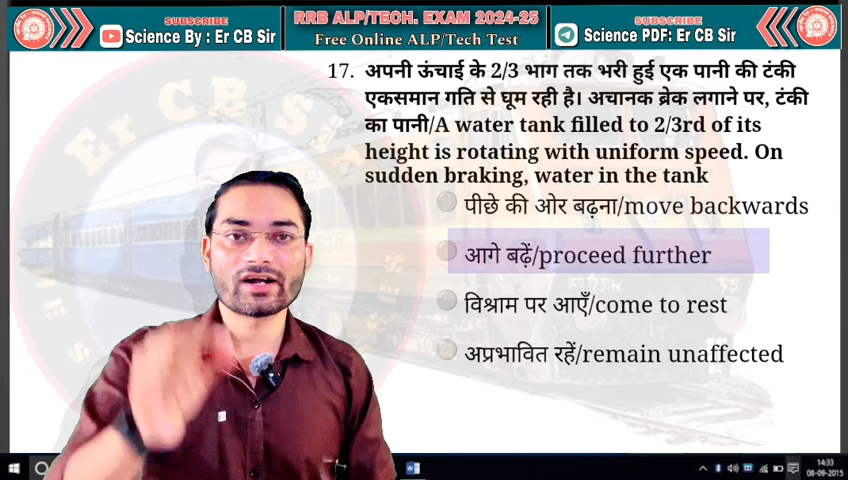 SUBSCRIBE
Science By : Er CB Sir
RRB ALP/TECH. EXAM 2024-25
Free Online ALP/Tech Test
SUBSCRIBE
Science PDF: Er CB Sir
17. अपनी ऊंचाई के 2/3 भाग तक भरी हुई एक पानी की टंकी
एकसमान गति से घूम रही है। अचानक ब्रेक लगाने पर, टंकी
का पानी/A water tank filled to 2/3rd of its
height is rotating with uniform speed. On
sudden braking, water in the tank
पीछे की ओर बढ़ना/move backwards
आगे बढ़ें/proceed further
विश्राम पर आएँ/come to rest
अप्रभावित रहें/remain unaffected
Er CB S
14:33
08-09-2015